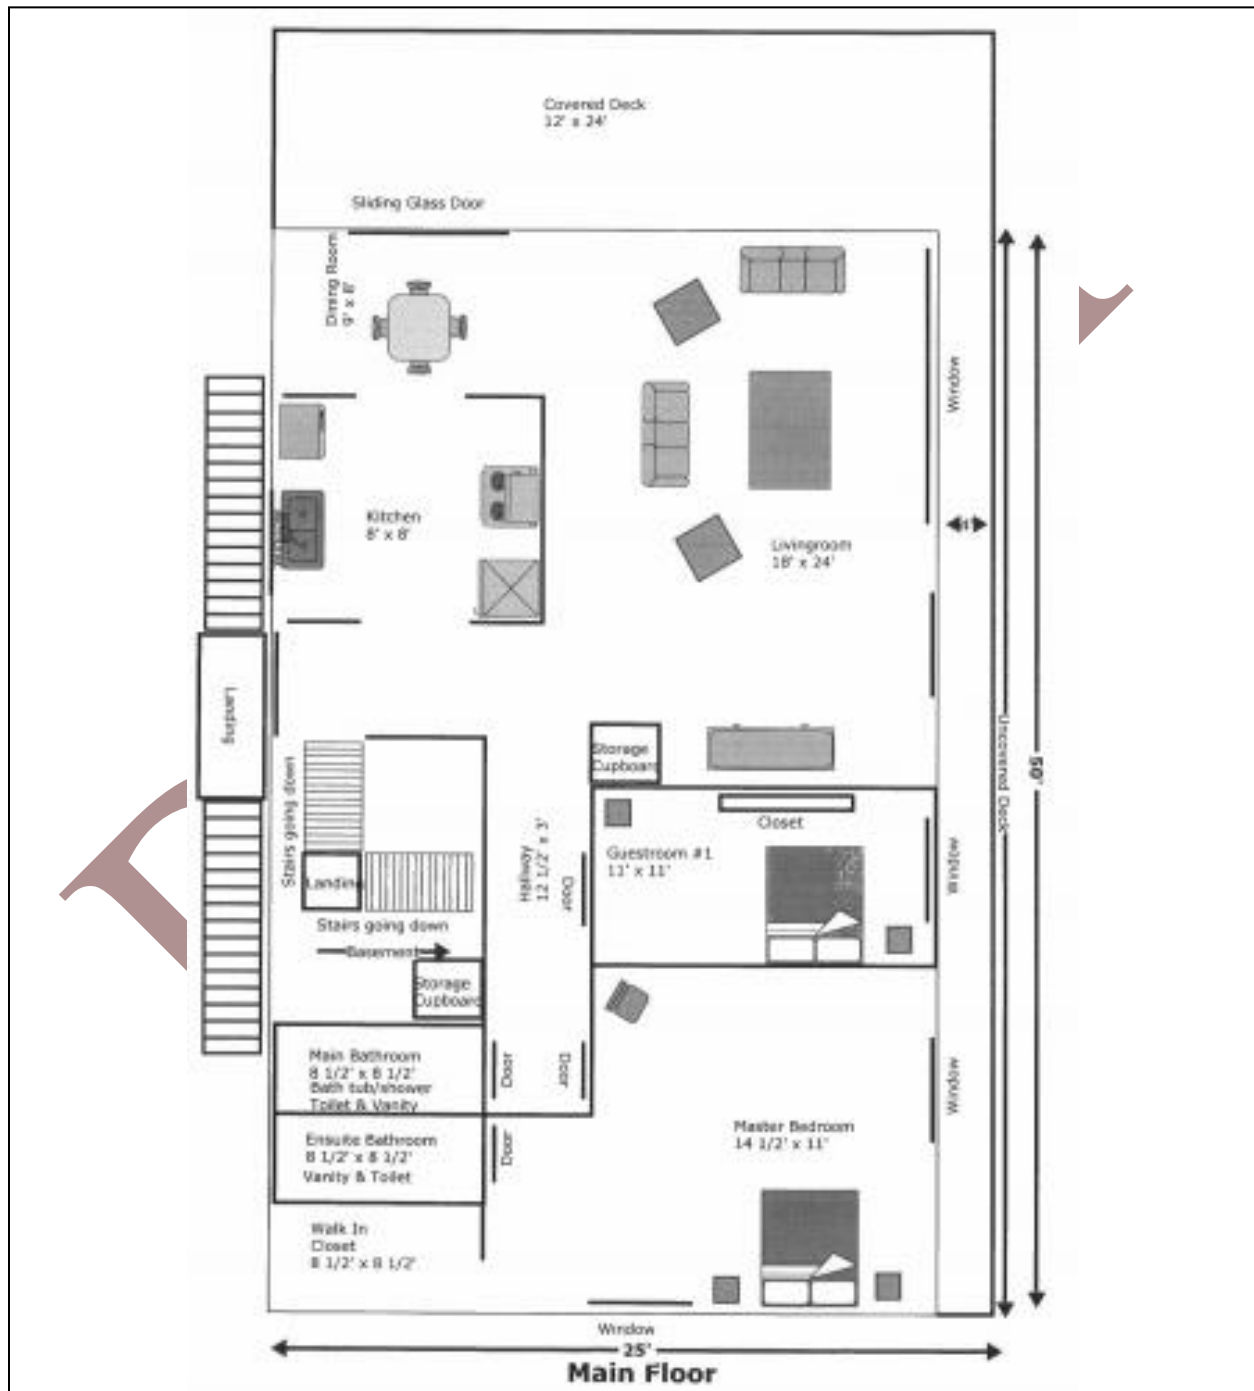 Covered Deck
12' x 24'
Sliding Glass Door
Dining Room
9' x 8'
Window
Kitchen
8' x 8'
Livingroom
18' x 24'
Landing
Uncovered Deck
50'
Storage
Cupboard
Stairs going down
Closet
Hallway
12 1/2' x 3'
Guestroom #1
11' x 11'
Door
Window
Landing
Stairs going down
Basement
Storage
Cupboard
Main Bathroom
8 1/2' x 8 1/2'
Bath tub/shower
Toilet & Vanity
Door
Door
Window
Master Bedroom
14 1/2' x 11'
Ensuite Bathroom
8 1/2' x 8 1/2'
Vanity & Toilet
Door
Walk In
Closet
8 1/2' x 8 1/2'
Window
25'
Main Floor